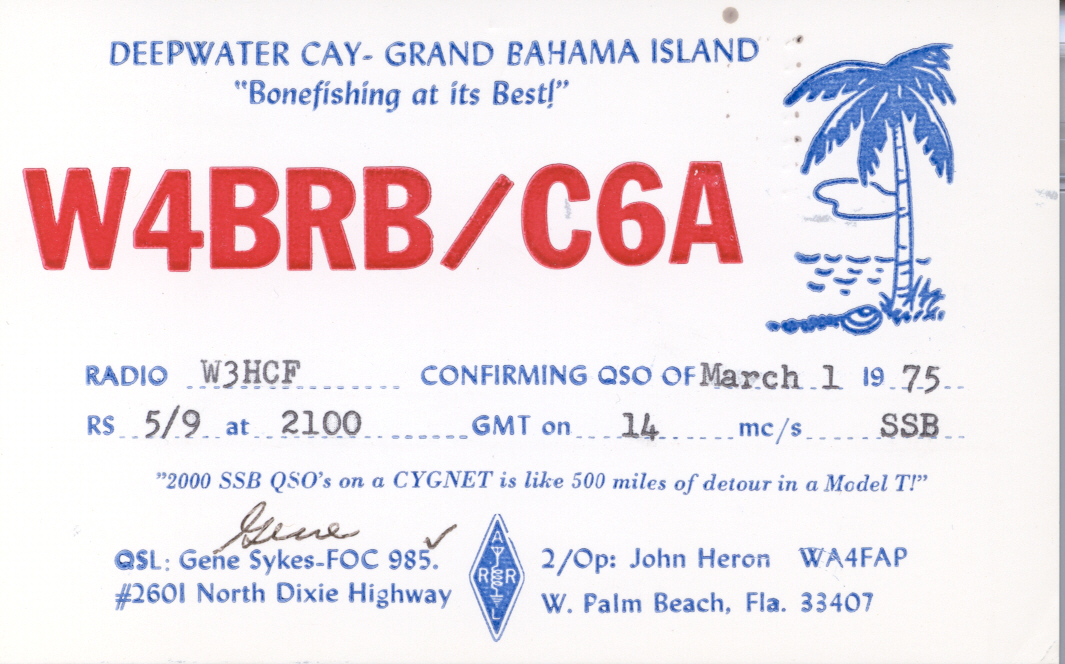 DEEPWATER CAY- GRAND BAHAMA ISLAND
"Bonefishing at its Best!"
W4BRB/C6A
RADIO W3HCF CONFIRMING QSO OF March 1 19 75
RS 5/9 at 2100 GMT on 14 mc/s SSB
"2000 SSB QSO's on a CYGNET is like 500 miles of detour in a Model T!"
Gene
QSL: Gene Sykes-FOC 985.
#2601 North Dixie Highway
A
R R
L
2/Op: John Heron WA4FAP
W. Palm Beach, Fla. 33407